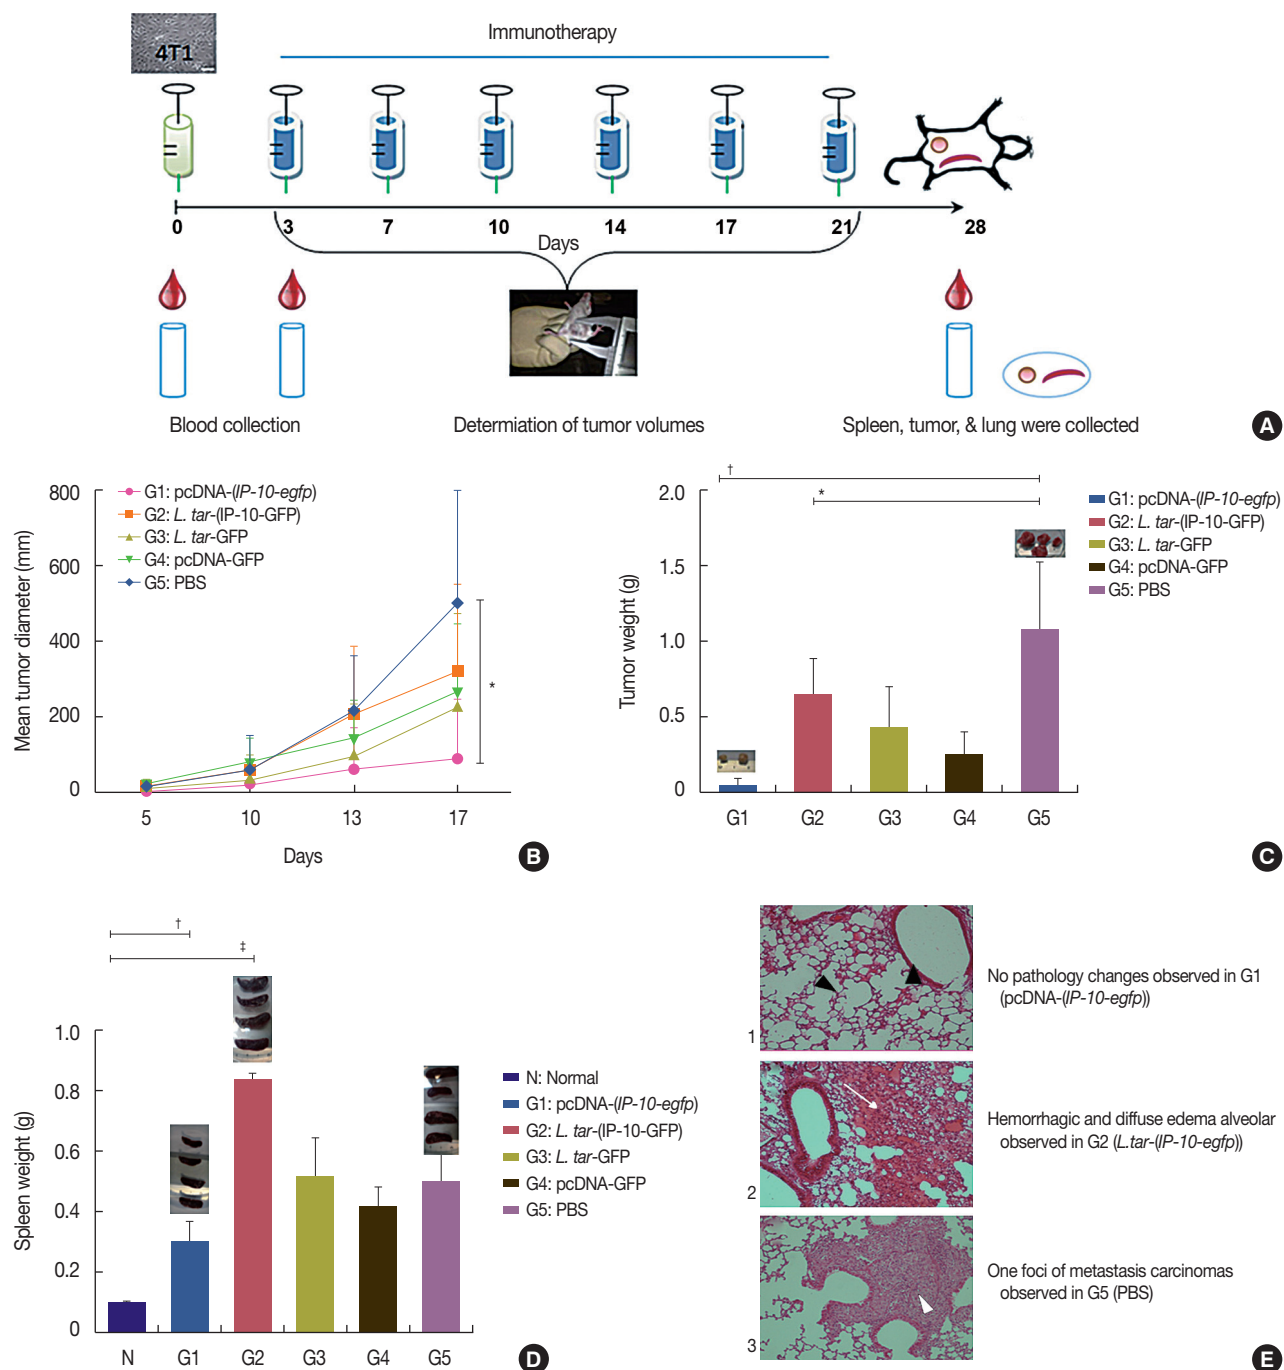 4T1
Immunotherapy
0 3 7 10 14 17 21 28
Days
Blood collection
Determiation of tumor volumes
Spleen, tumor, & lung were collected
A
Mean tumor diameter (mm)
800
600
400
200
0
5 10 13 17
Days
G1: pcDNA-(IP-10-egfp)
G2: L. tar-(IP-10-GFP)
G3: L. tar-GFP
G4: pcDNA-GFP
G5: PBS
*
B
Tumor weight (g)
2.0
1.5
1.0
0.5
0
G1 G2 G3 G4 G5
†
*
G1: pcDNA-(IP-10-egfp)
G2: L. tar-(IP-10-GFP)
G3: L. tar-GFP
G4: pcDNA-GFP
G5: PBS
C
Spleen weight (g)
1.0
0.8
0.6
0.4
0.2
0
N G1 G2 G3 G4 G5
†
‡
N: Normal
G1: pcDNA-(IP-10-egfp)
G2: L. tar-(IP-10-GFP)
G3: L. tar-GFP
G4: pcDNA-GFP
G5: PBS
D
1
No pathology changes observed in G1
(pcDNA-(IP-10-egfp))
2
Hemorrhagic and diffuse edema alveolar
observed in G2 (L.tar-(IP-10-egfp))
3
One foci of metastasis carcinomas
observed in G5 (PBS)
E